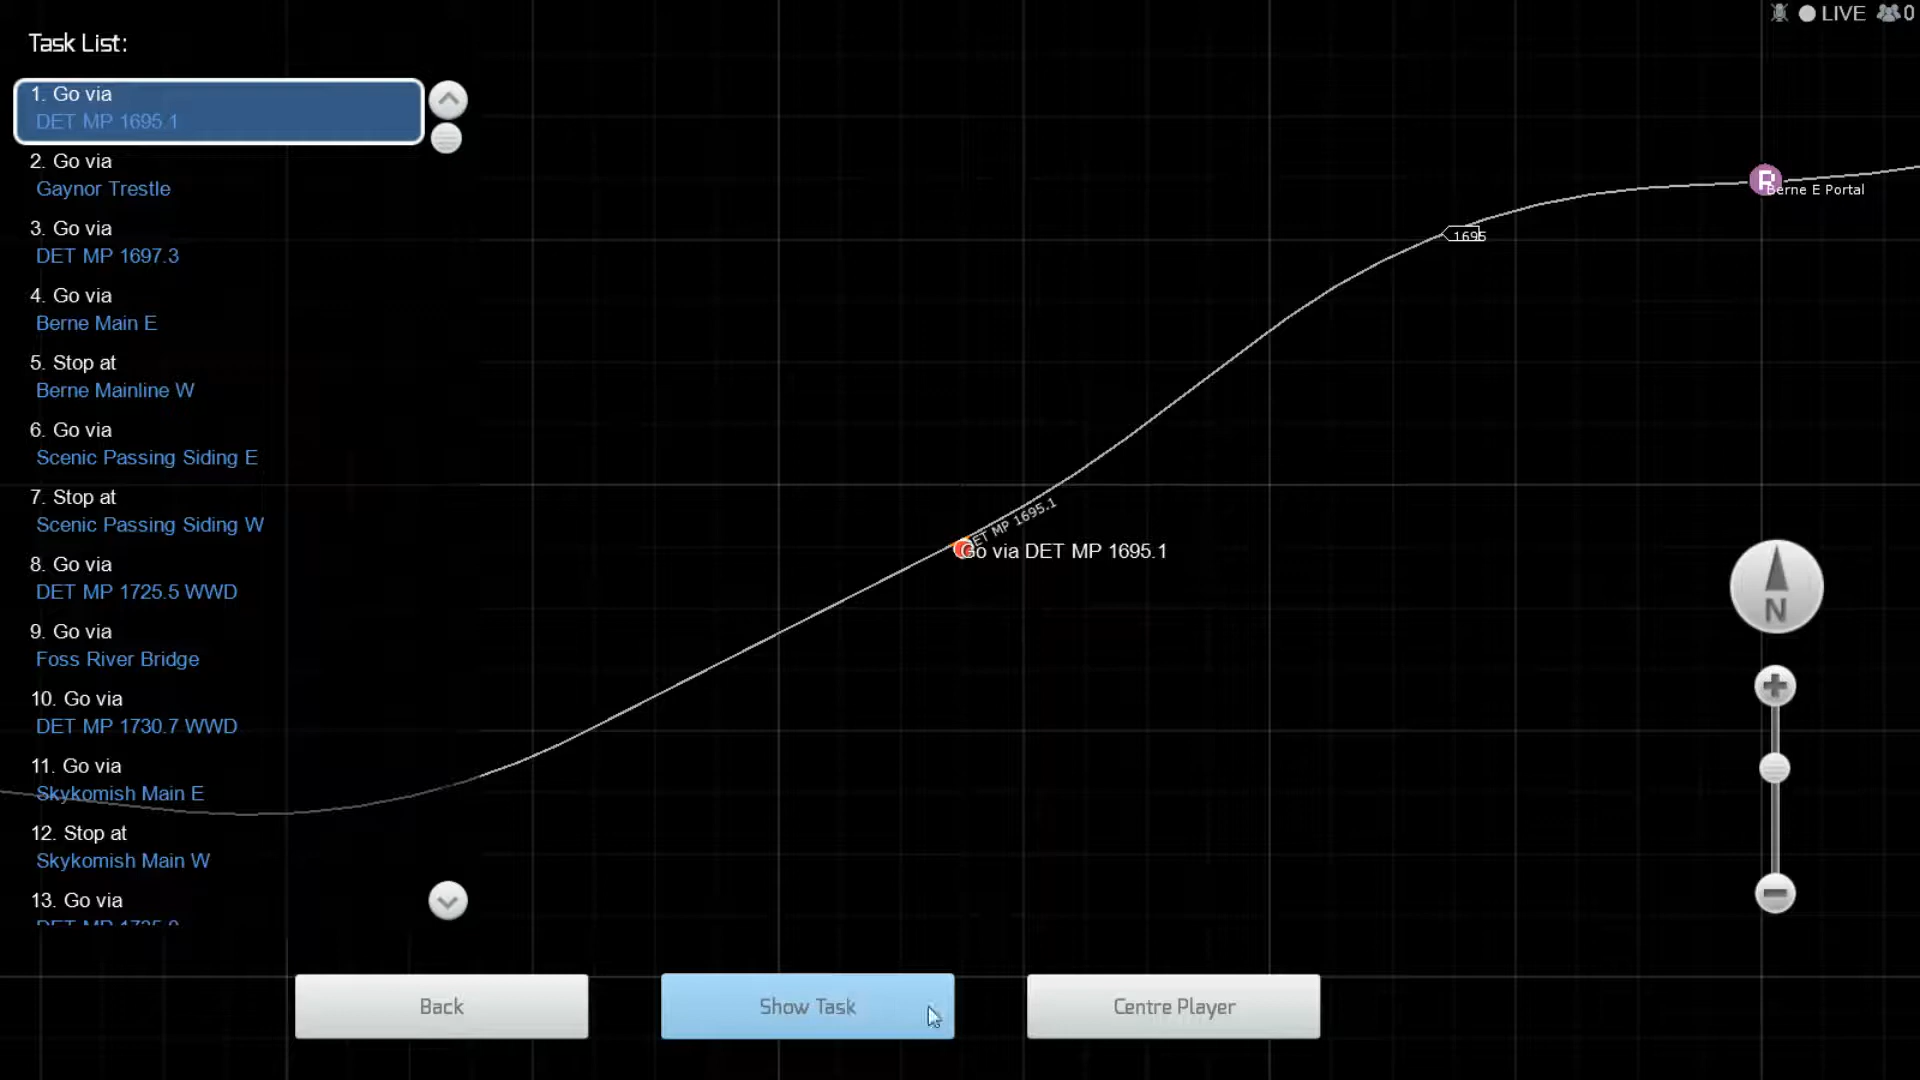 LIVE 0
Task List:
1. Go via
DET MP 1695.1
2. Go via
Gaynor Trestle
3. Go via
DET MP 1697.3
4. Go via
Berne Main E
5. Stop at
Berne Mainline W
6. Go via
Scenic Passing Siding E
7. Stop at
Scenic Passing Siding W
8. Go via
DET MP 1725.5 WWD
9. Go via
Foss River Bridge
10. Go via
DET MP 1730.7 WWD
11. Go via
Skykomish Main E
12. Stop at
Skykomish Main W
13. Go via
R
Berne E Portal
1695
DET MP 1695.1
Go via DET MP 1695.1
N
Back
Show Task
Centre Player